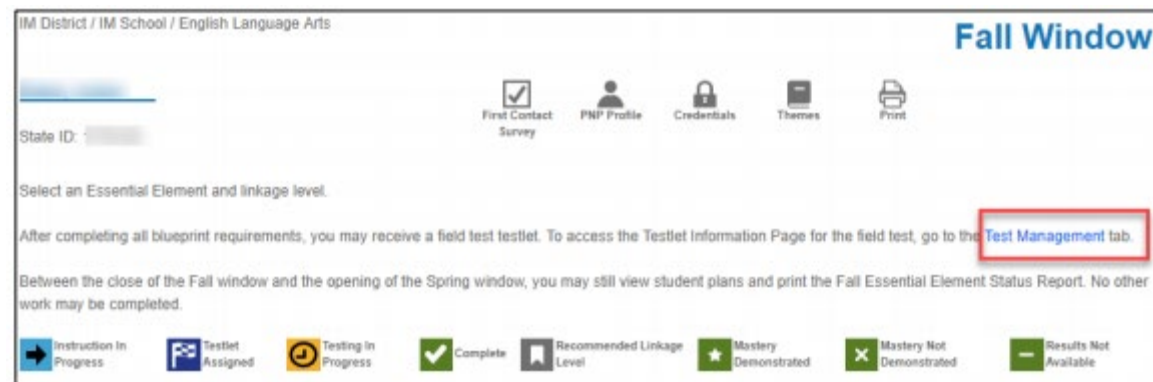 IM District / IM School / English Language Arts
Fall Window
First Contact Survey
PNP Profile
Credentials
Themes
Print
State ID:
Select an Essential Element and linkage level.
After completing all blueprint requirements, you may receive a field test testlet. To access the Testlet Information Page for the field test, go to the Test Management tab.
Between the close of the Fall window and the opening of the Spring window, you may still view student plans and print the Fall Essential Element Status Report. No other
work may be completed.
Instruction In Progress
Testlet Assigned
Testing In Progress
Complete
Recommended Linkage Level
Mastery Demonstrated
Mastery Not Demonstrated
Results Not Available